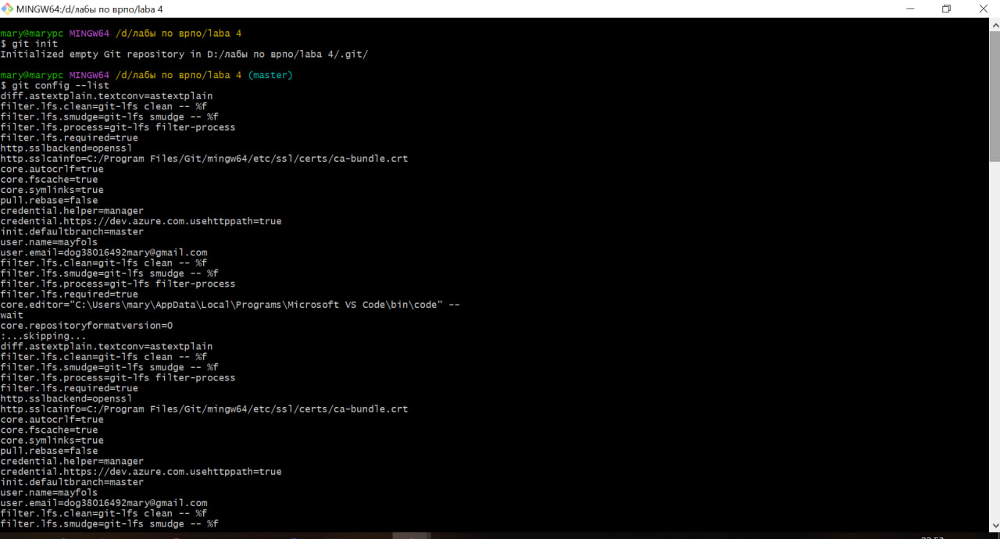 MINGW64:/d/лабы по врпо/laba 4
mary@marypc MINGW64 /d/лабы по врпо/laba 4
$ git init
Initialized empty Git repository in D:/лабы по врпо/laba 4/.git/
mary@marypc MINGW64 /d/лабы по врпо/laba 4 (master)
$ git config --list
diff.astextplain.textconv=astextplain
filter.lfs.clean=git-lfs clean -- %f
filter.lfs.smudge=git-lfs smudge -- %f
filter.lfs.process=git-lfs filter-process
filter.lfs.required=true
http.sslbackend=openssl
http.sslcainfo=C:/Program Files/Git/mingw64/etc/ssl/certs/ca-bundle.crt
core.autocrlf=true
core.fscache=true
core.symlinks=true
pull.rebase=false
credential.helper=manager
credential.https://dev.azure.com.usehttppath=true
init.defaultbranch=master
user.name=mayfols
user.email=dog38016492mary@gmail.com
filter.lfs.clean=git-lfs clean -- %f
filter.lfs.smudge=git-lfs smudge -- %f
filter.lfs.process=git-lfs filter-process
filter.lfs.required=true
core.editor="C:\Users\mary\AppData\Local\Programs\Microsoft VS Code\bin\code" --
wait
core.repositoryformatversion=0
:...skipping...
diff.astextplain.textconv=astextplain
filter.lfs.clean=git-lfs clean -- %f
filter.lfs.smudge=git-lfs smudge -- %f
filter.lfs.process=git-lfs filter-process
filter.lfs.required=true
http.sslbackend=openssl
http.sslcainfo=C:/Program Files/Git/mingw64/etc/ssl/certs/ca-bundle.crt
core.autocrlf=true
core.fscache=true
core.symlinks=true
pull.rebase=false
credential.helper=manager
credential.https://dev.azure.com.usehttppath=true
init.defaultbranch=master
user.name=mayfols
user.email=dog38016492mary@gmail.com
filter.lfs.clean=git-lfs clean -- %f
filter.lfs.smudge=git-lfs smudge -- %f